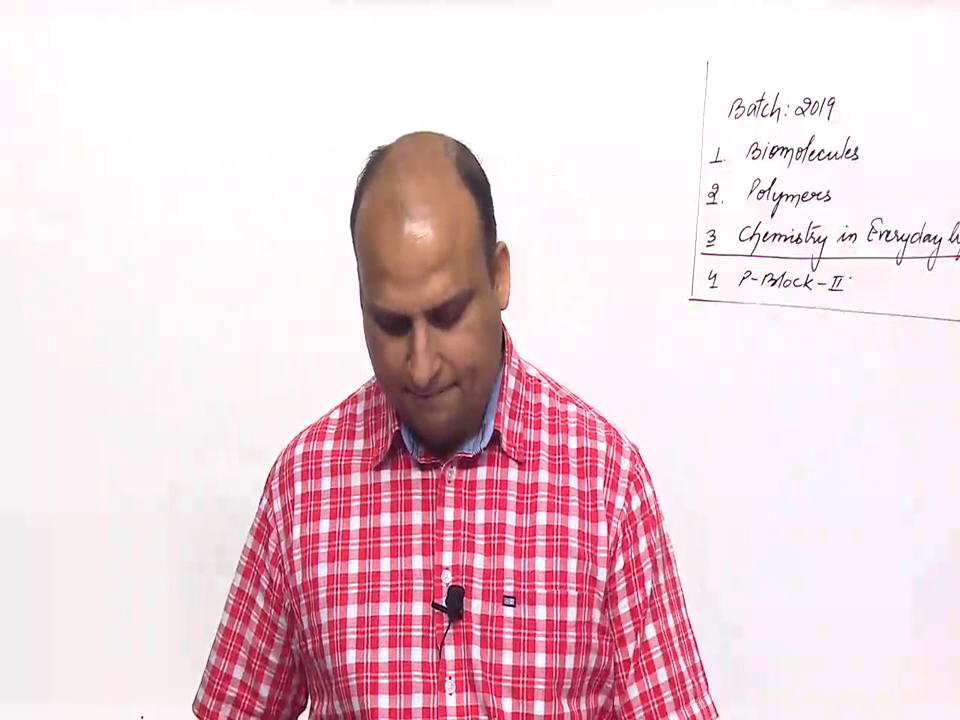 Batch: 2019
1. Biomolecules
2. Polymers
3 Chemistry in Everyday
4 P-Block-II